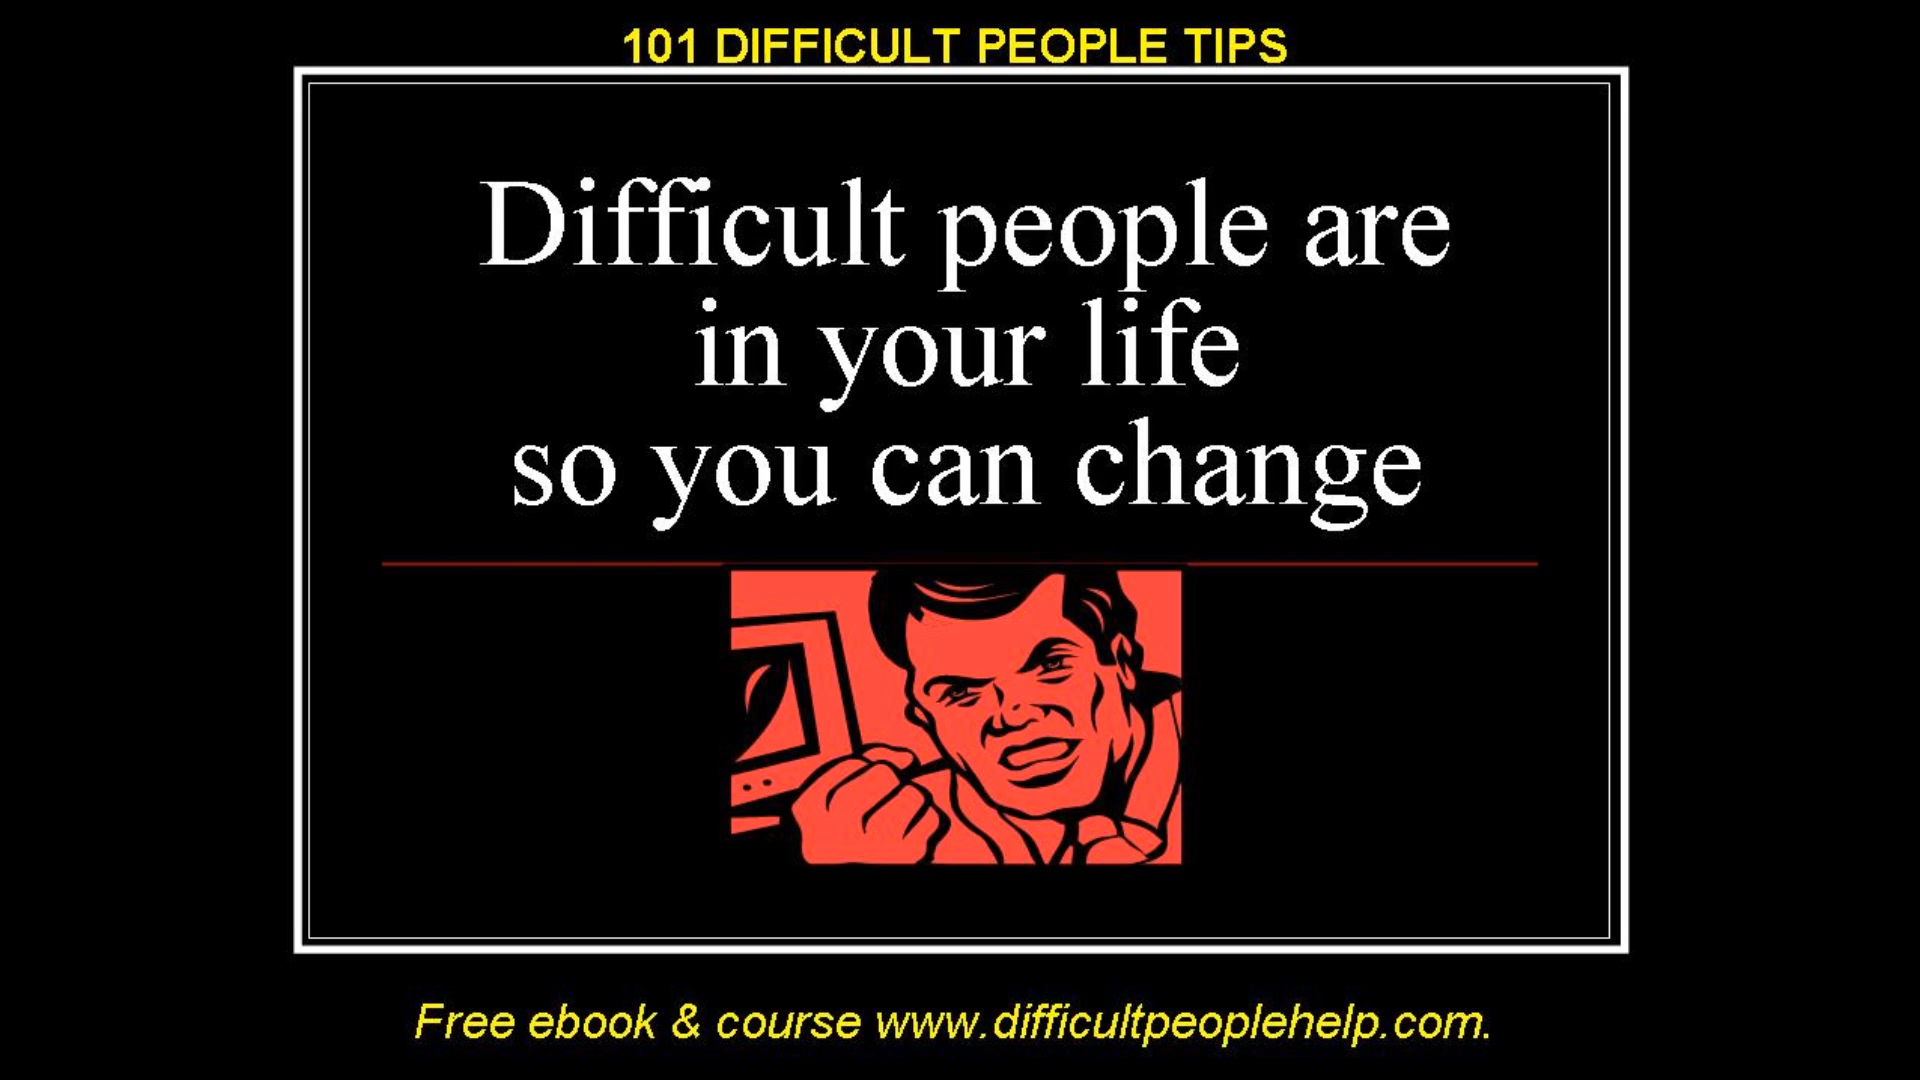 101 DIFFICULT PEOPLE TIPS
Difficult people are
in your life
so you can change
Free ebook & course www.difficultpeoplehelp.com.